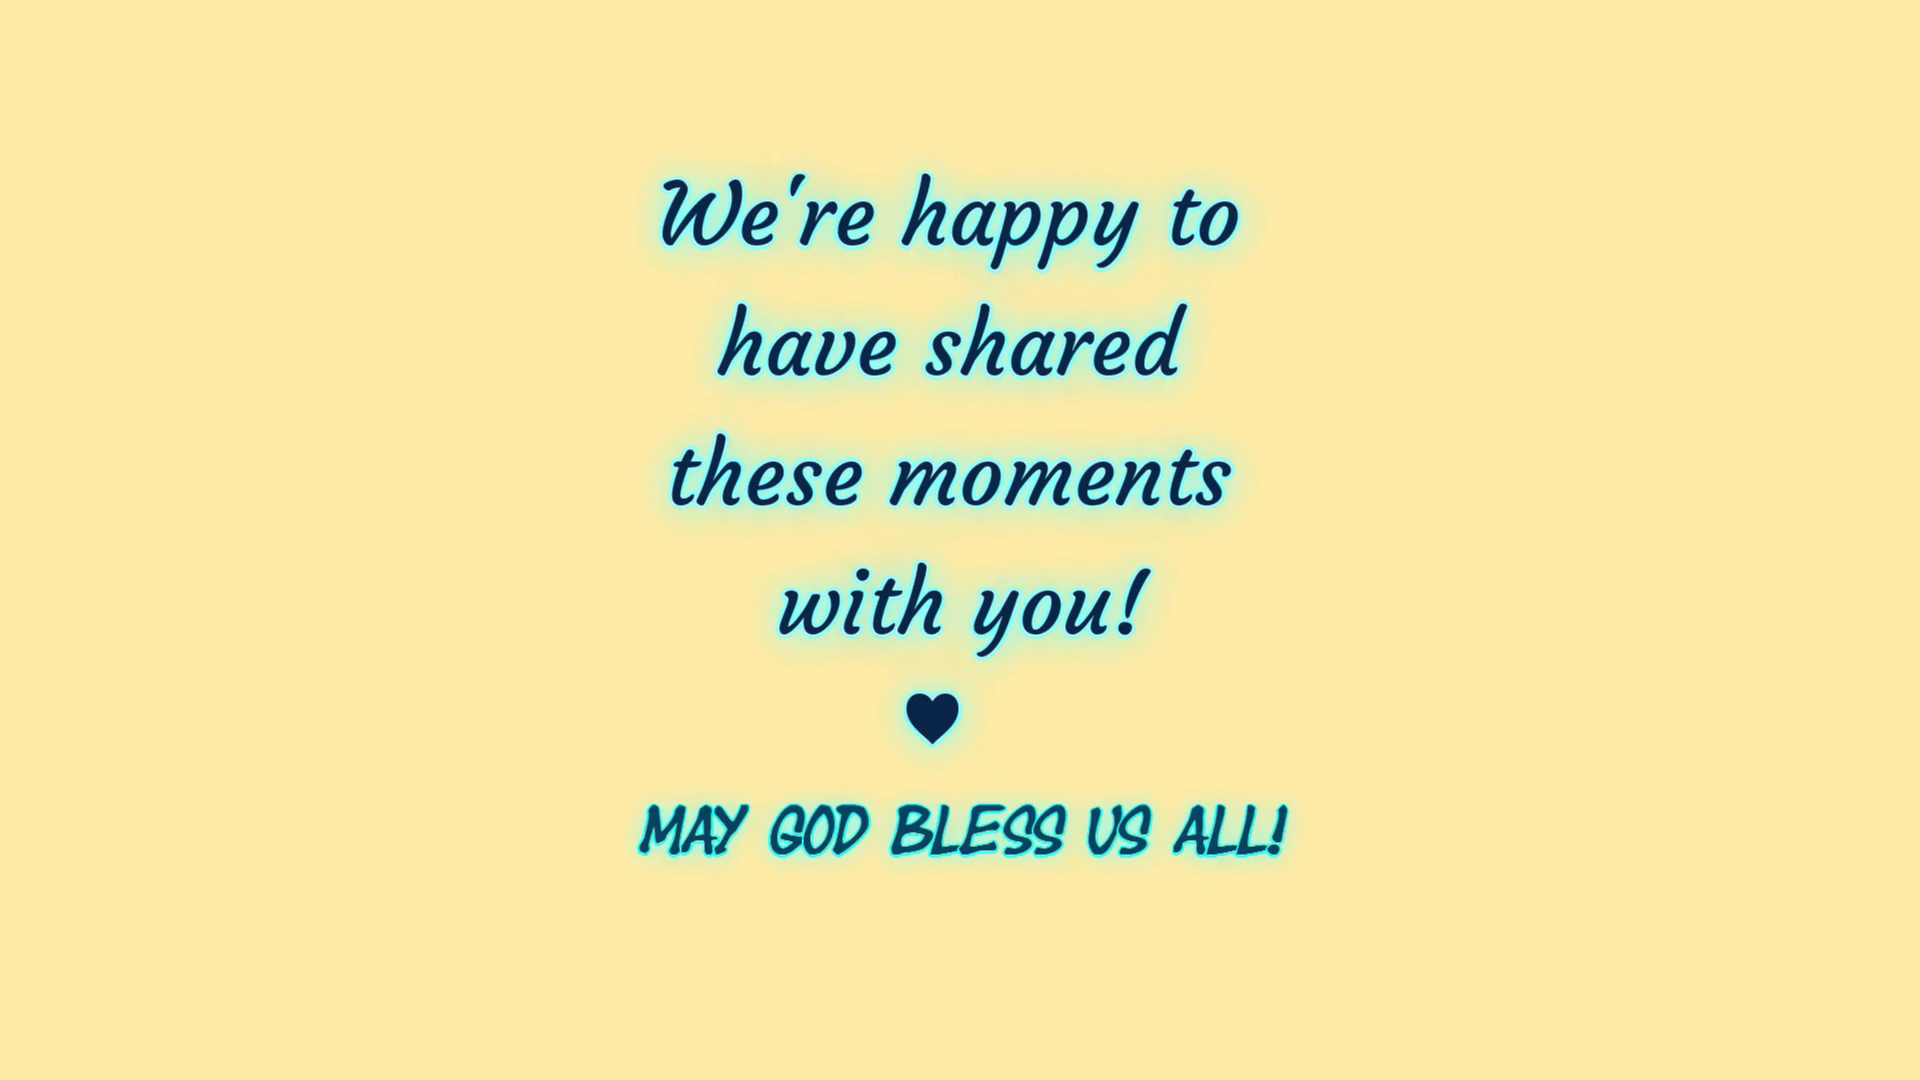 We're happy to
have shared
these moments
with you!
♥
MAY GOD BLESS US ALL!